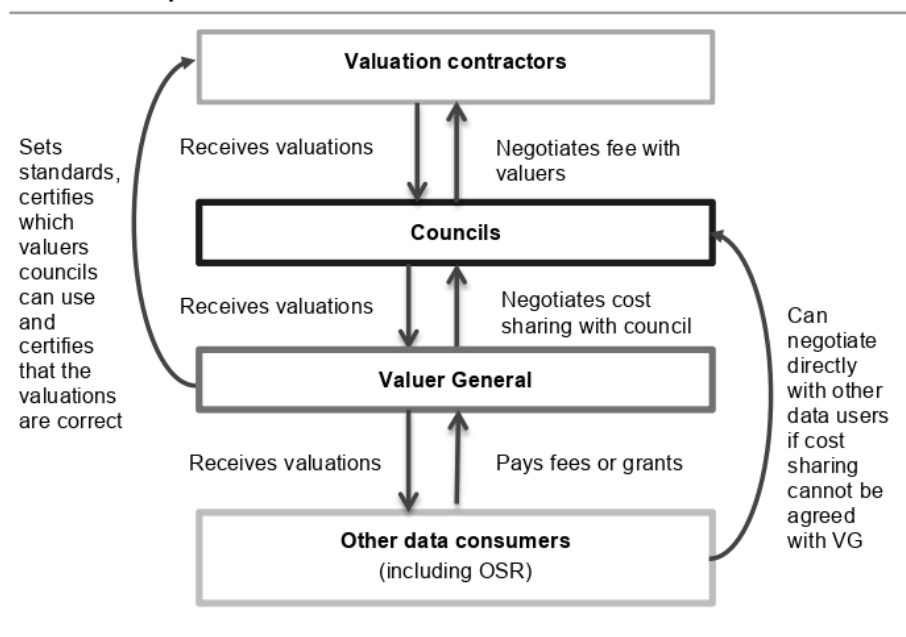 Valuation contractors
Receives valuations
Negotiates fee with
valuers
Sets
standards,
certifies
which
valuers
councils
can use
and
certifies
that the
valuations
are correct
Councils
Receives valuations
Negotiates cost
sharing with council
Can
negotiate
directly
with other
data users
if cost
sharing
cannot be
agreed
with VG
Valuer General
Receives valuations
Pays fees or grants
Other data consumers
(including OSR)